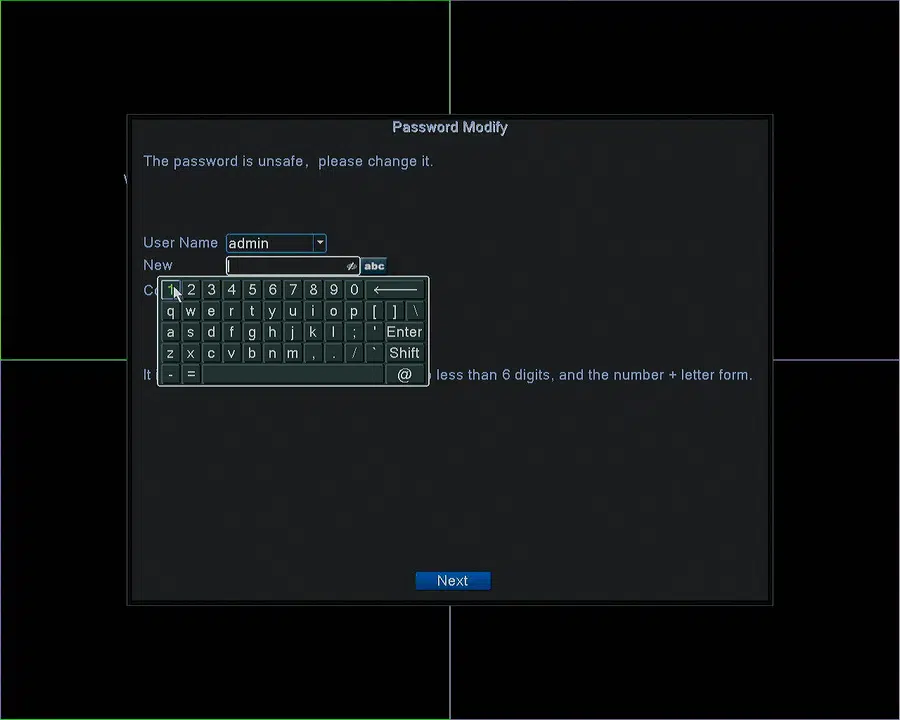 Password Modify
The password is unsafe, please change it.
User Name admin
New abc
1 2 3 4 5 6 7 8 9 0
q w e r t y u i o p [ ] \
a s d f g h j k l ; ' Enter
z x c v b n m , . / ` Shift
- = @
It less than 6 digits, and the number + letter form.
Next